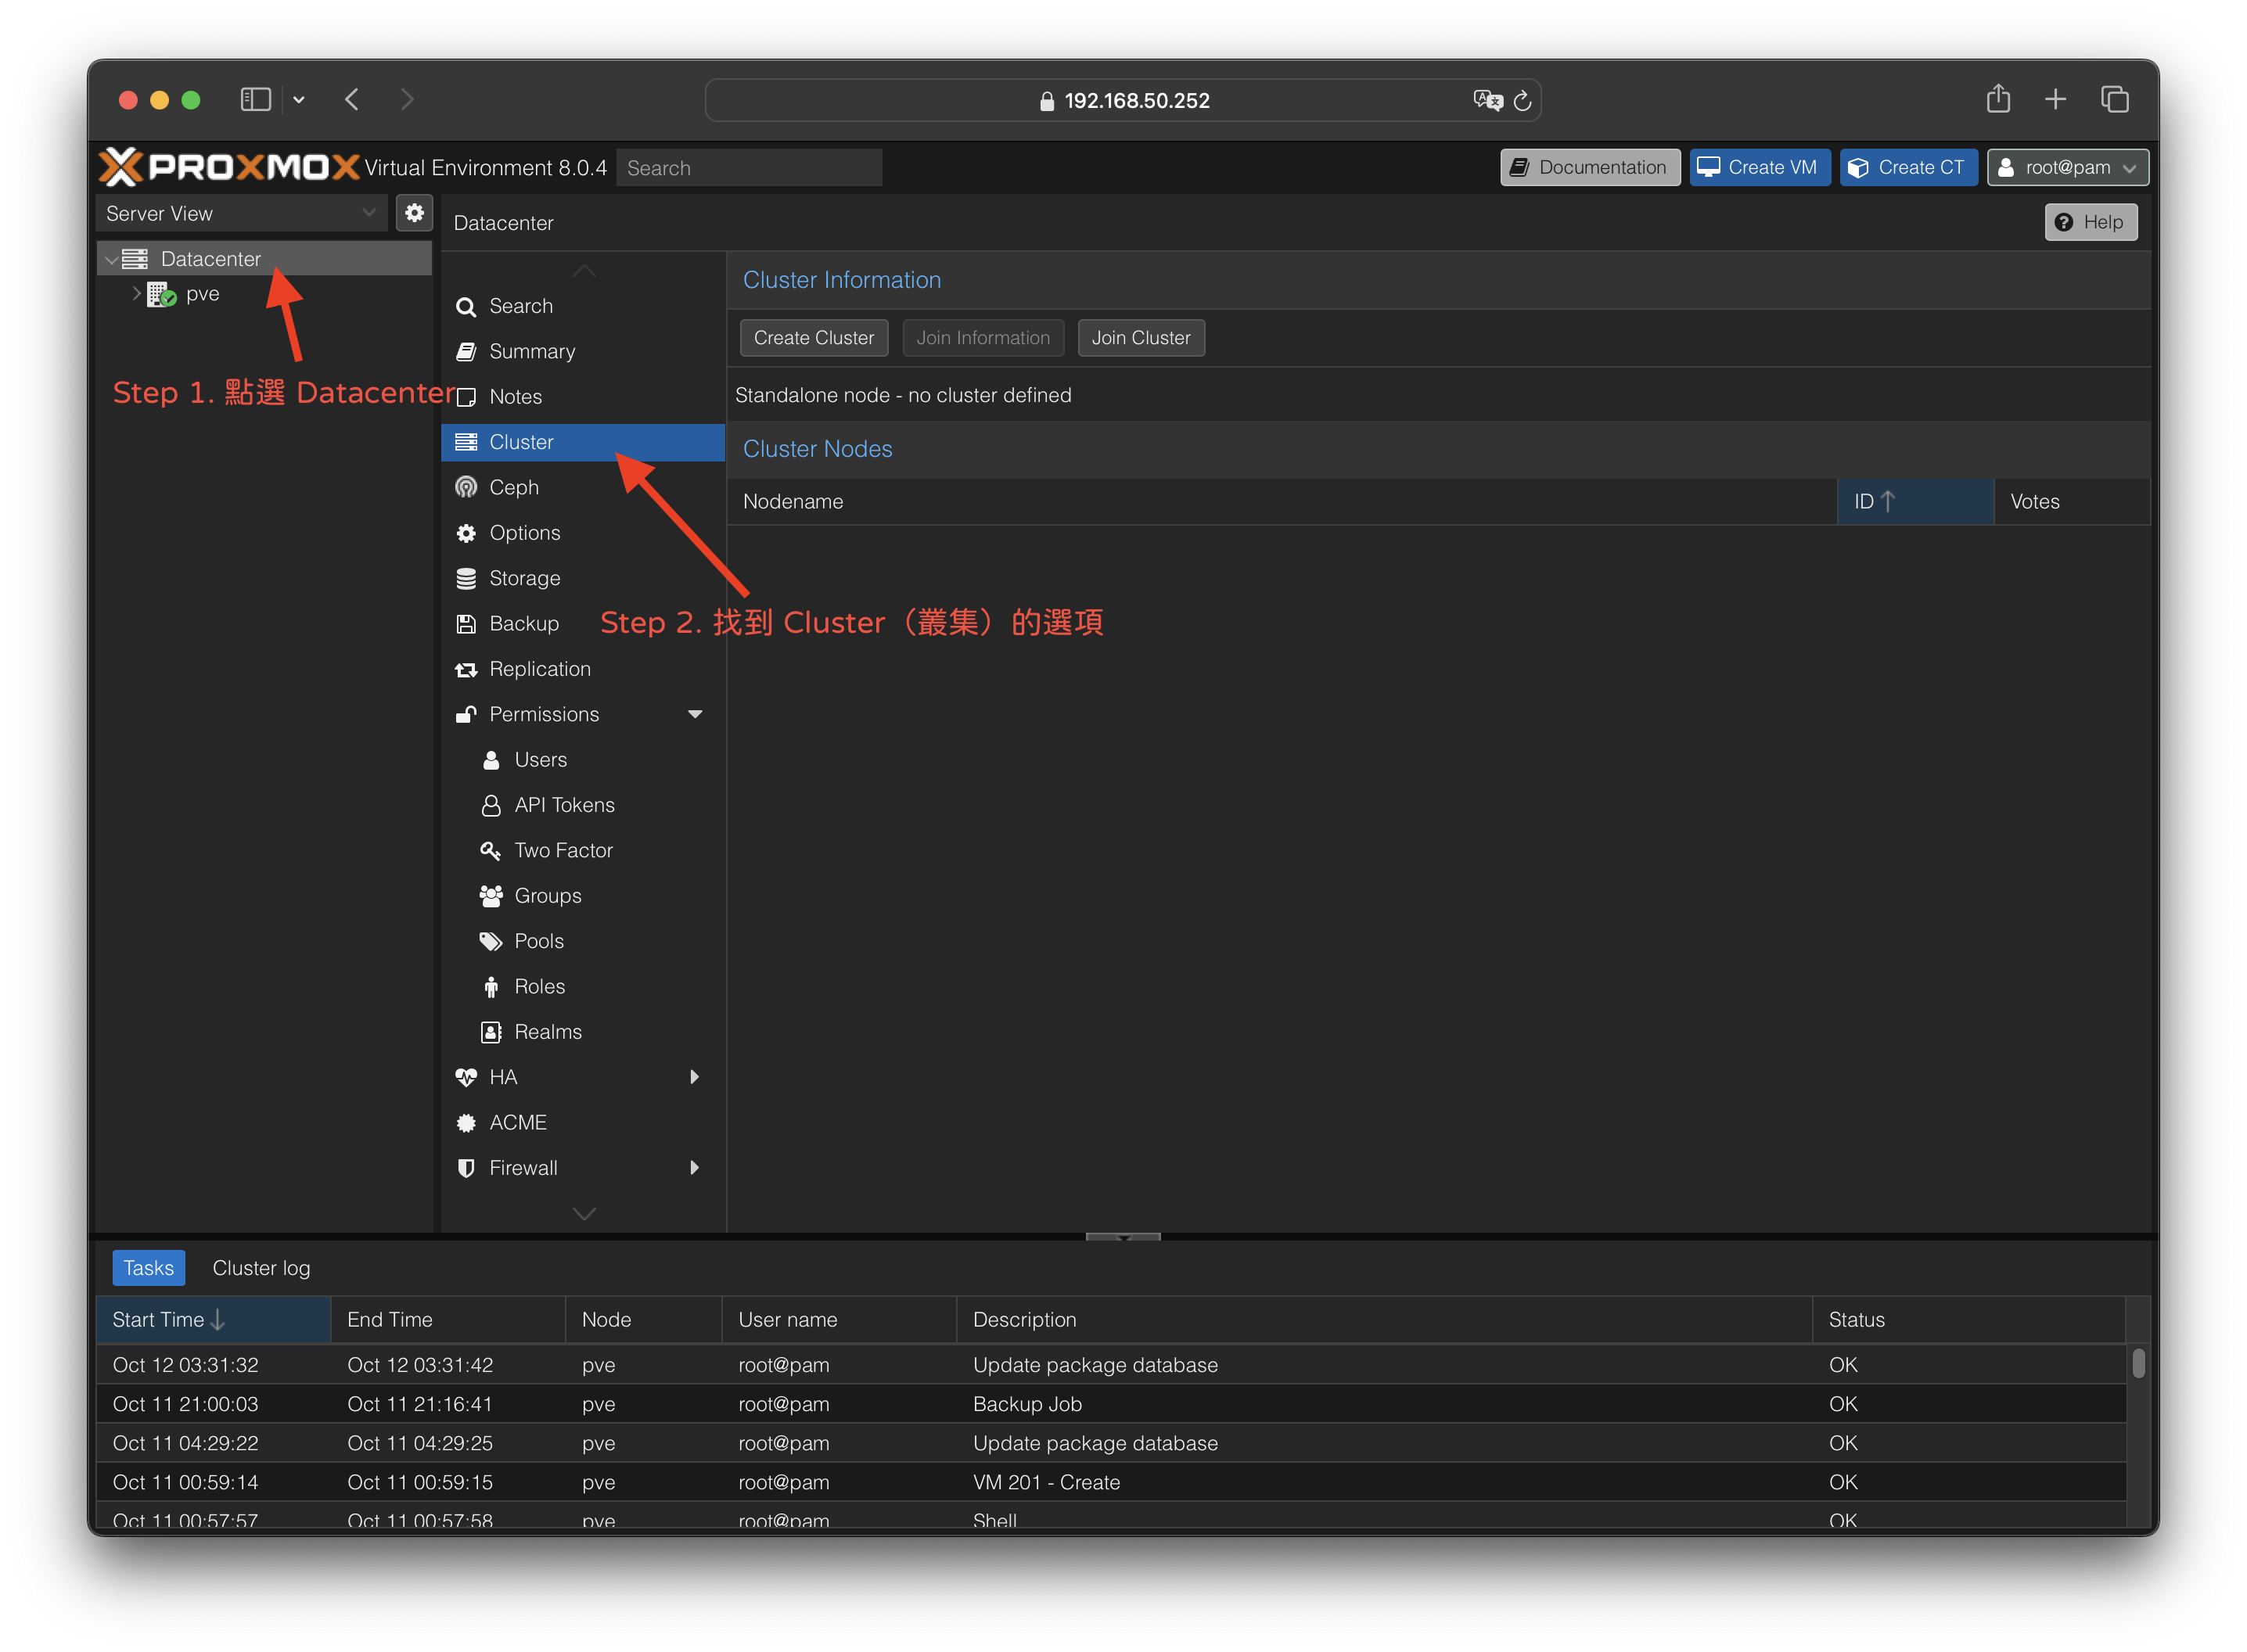 192.168.50.252
PROXMOX Virtual Environment 8.0.4 Search Documentation Create VM Create CT root@pam
Server View
Datacenter
pve
Step 1. 點選 Datacenter
Datacenter Help
Search
Summary
Notes
Cluster
Ceph
Options
Storage
Backup
Replication
Permissions
Users
API Tokens
Two Factor
Groups
Pools
Roles
Realms
HA
ACME
Firewall
Cluster Information
Create Cluster Join Information Join Cluster
Standalone node - no cluster defined
Cluster Nodes
Nodename ID Votes
Step 2. 找到 Cluster（叢集）的選項
Tasks Cluster log
Start Time End Time Node User name Description Status
Oct 12 03:31:32 Oct 12 03:31:42 pve root@pam Update package database OK
Oct 11 21:00:03 Oct 11 21:16:41 pve root@pam Backup Job OK
Oct 11 04:29:22 Oct 11 04:29:25 pve root@pam Update package database OK
Oct 11 00:59:14 Oct 11 00:59:15 pve root@pam VM 201 - Create OK
Oct 11 00:57:57 Oct 11 00:57:58 pve root@pam Shell OK